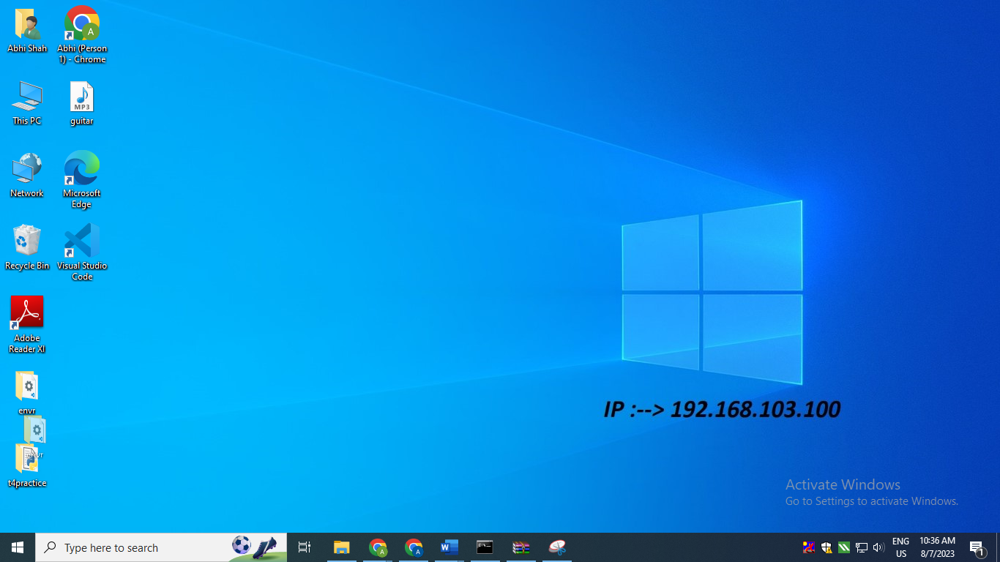 Abhi Shah
Abhi (Person
1) - Chrome
This PC
MP3
guitar
Network
Microsoft
Edge
Recycle Bin
Visual Studio
Code
Adobe
Reader XI
envr
envr
t4practice
IP :--> 192.168.103.100
Activate Windows
Go to Settings to activate Windows.
Type here to search
ENG
US
10:36 AM
8/7/2023
1